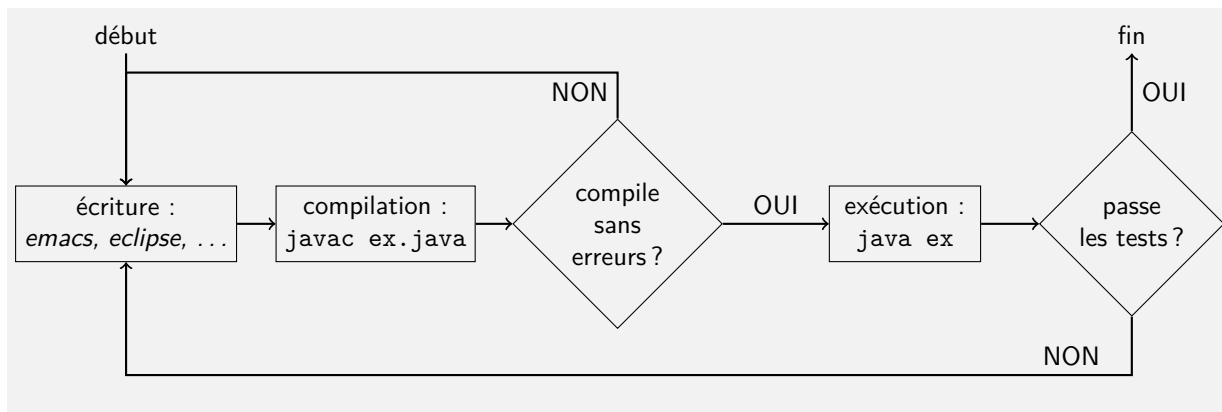 début
fin
NON
OUI
écriture :
emacs, eclipse, ...
compilation :
javac ex.java
compile
sans
erreurs ?
OUI
exécution :
java ex
passe
les tests ?
NON